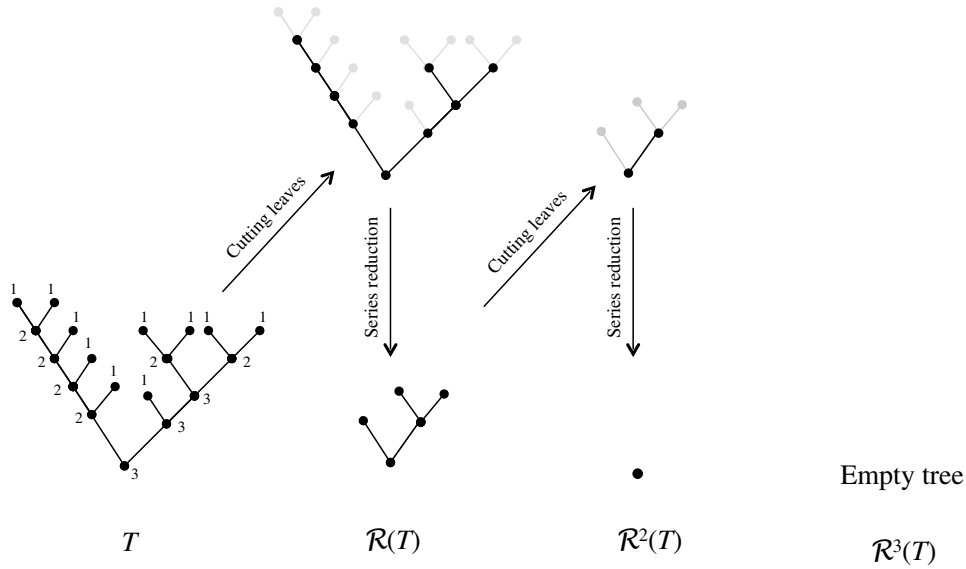 Cutting leaves
Series reduction
Cutting leaves
Series reduction
1 1
1 1 1 1 1
2 1
2 1 2 2
2 1 1
2 3
3
3
Empty tree
T R(T) R²(T) R³(T)